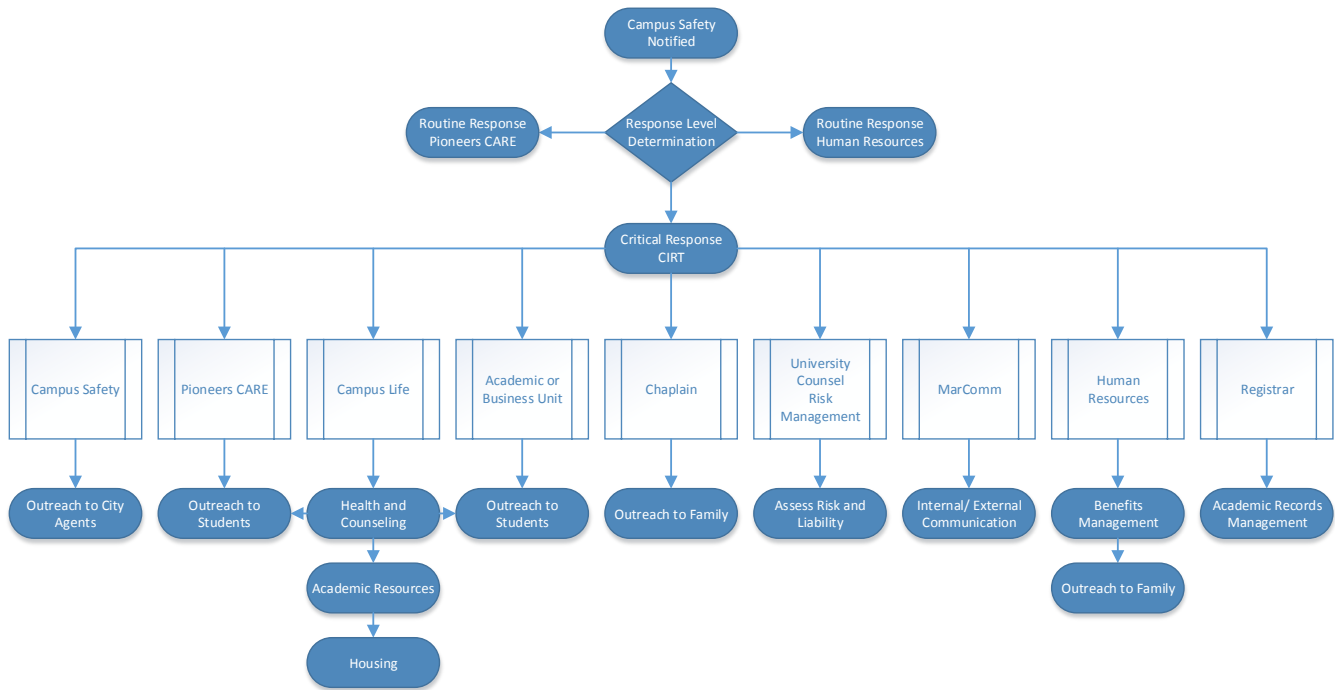 Campus Safety
Notified
Routine Response
Pioneers CARE
Response Level
Determination
Routine Response
Human Resources
Critical Response
CIRT
Campus Safety
Pioneers CARE
Campus Life
Academic or
Business Unit
Chaplain
University
Counsel
Risk
Management
MarComm
Human
Resources
Registrar
Outreach to City
Agents
Outreach to
Students
Health and
Counseling
Outreach to
Students
Outreach to Family
Assess Risk and
Liability
Internal/ External
Communication
Benefits
Management
Academic Records
Management
Academic Resources
Outreach to Family
Housing